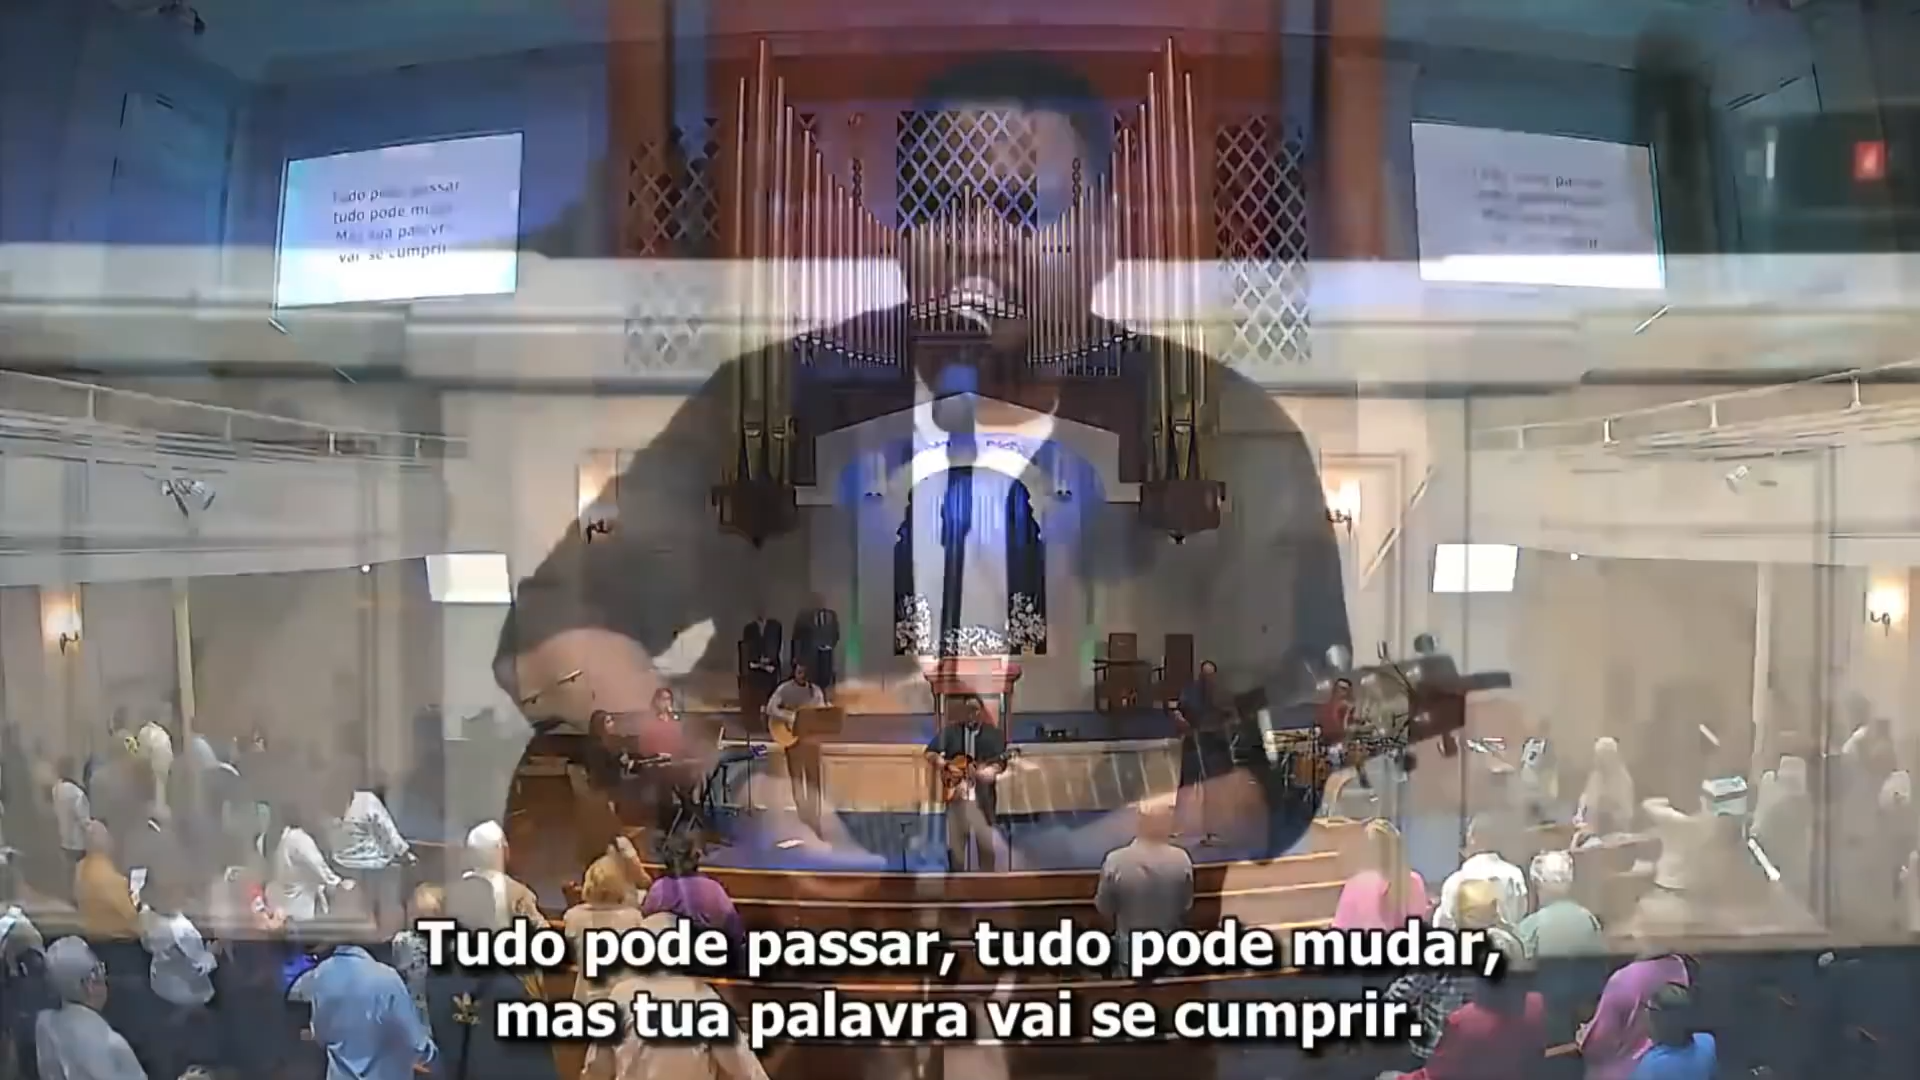 Tudo pode passar
tudo pode mudar
Mas tua palavra
vai se cumprir
Tudo pode passar, tudo pode mudar,
mas tua palavra vai se cumprir.